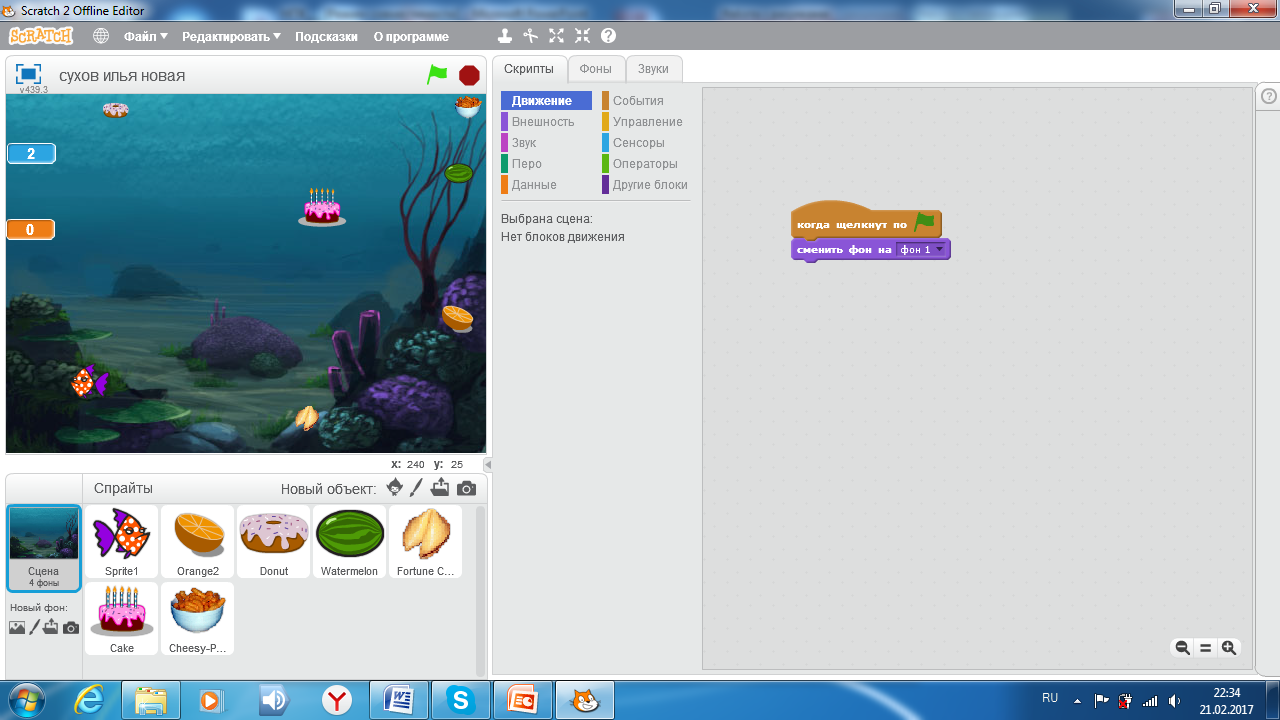 Scratch 2 Offline Editor
SCRATCH
Файл
Редактировать
Подсказки
О программе
v439.3
сухов илья новая
2
0
x: 240 y: 25
Скрипты
Фоны
Звуки
Движение
События
Внешность
Управление
Звук
Сенсоры
Перо
Операторы
Данные
Другие блоки
Выбрана сцена:
Нет блоков движения
когда щелкнут по
сменить фон на фон 1
Спрайты
Новый объект:
Сцена
4 фоны
Новый фон:
Sprite1
Orange2
Donut
Watermelon
Fortune C...
Cake
Cheesy-P...
RU
22:34
21.02.2017